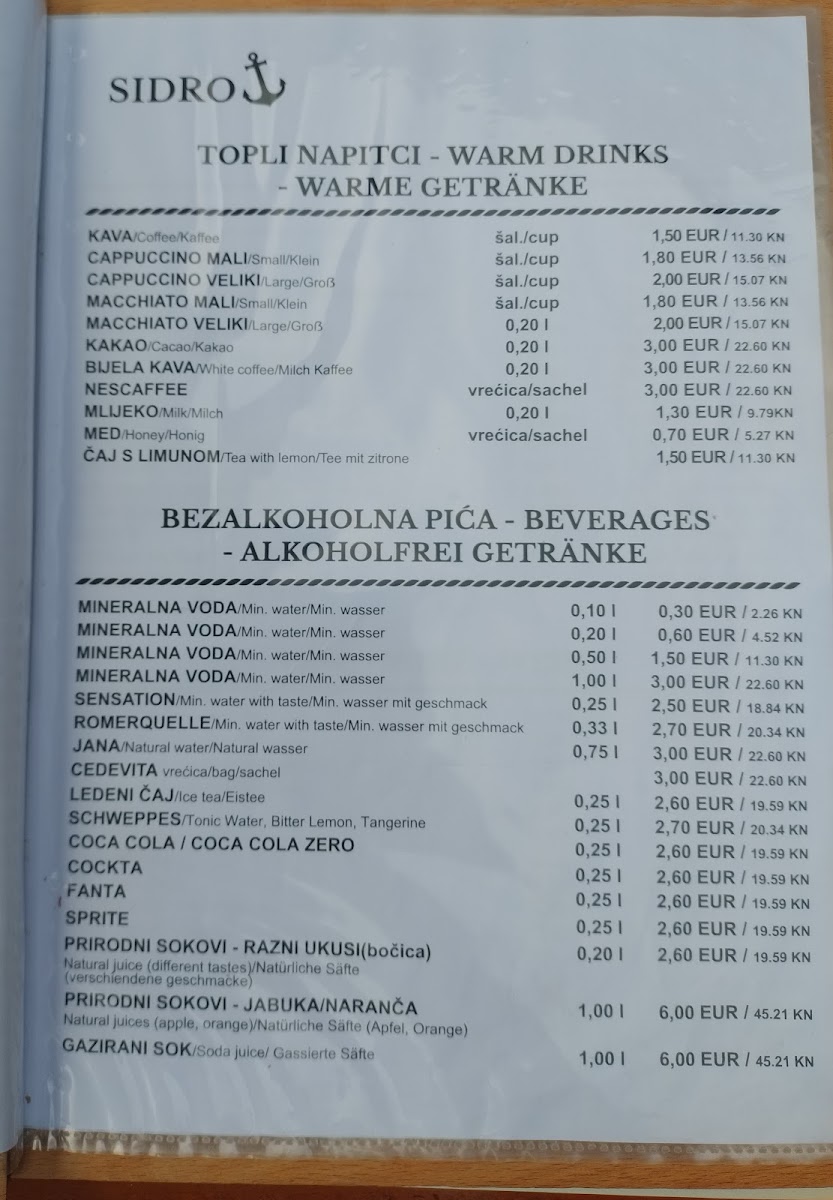 SIDRO
TOPLI NAPITCI - WARM DRINKS
- WARME GETRÄNKE
KAVA/Coffee/Kaffee šal./cup 1,50 EUR / 11.30 KN
CAPPUCCINO MALI/Small/Klein šal./cup 1,80 EUR / 13.56 KN
CAPPUCCINO VELIKI/Large/Groß šal./cup 2,00 EUR / 15.07 KN
MACCHIATO MALI/Small/Klein šal./cup 1,80 EUR / 13.56 KN
MACCHIATO VELIKI/Large/Groß 0,20 l 2,00 EUR / 15.07 KN
KAKAO/Cacao/Kakao 0,20 l 3,00 EUR / 22.60 KN
BIJELA KAVA/White coffee/Milch Kaffee 0,20 l 3,00 EUR / 22.60 KN
NESCAFFEE vrećica/sachel 3,00 EUR / 22.60 KN
MLIJEKO/Milk/Milch 0,20 l 1,30 EUR / 9.79KN
MED/Honey/Honig vrećica/sachel 0,70 EUR / 5.27 KN
ČAJ S LIMUNOM/Tea with lemon/Tee mit zitrone 1,50 EUR / 11.30 KN
BEZALKOHOLNA PIĆA - BEVERAGES
- ALKOHOLFREI GETRÄNKE
MINERALNA VODA/Min. water/Min. wasser 0,10 l 0,30 EUR / 2.26 KN
MINERALNA VODA/Min. water/Min. wasser 0,20 l 0,60 EUR / 4.52 KN
MINERALNA VODA/Min. water/Min. wasser 0,50 l 1,50 EUR / 11.30 KN
MINERALNA VODA/Min. water/Min. wasser 1,00 l 3,00 EUR / 22.60 KN
SENSATION/Min. water with taste/Min. wasser mit geschmack 0,25 l 2,50 EUR / 18.84 KN
ROMERQUELLE/Min. water with taste/Min. wasser mit geschmack 0,33 l 2,70 EUR / 20.34 KN
JANA/Natural water/Natural wasser 0,75 l 3,00 EUR / 22.60 KN
CEDEVITA vrećica/bag/sachel 3,00 EUR / 22.60 KN
LEDENI ČAJ/Ice tea/Eistee 0,25 l 2,60 EUR / 19.59 KN
SCHWEPPES/Tonic Water, Bitter Lemon, Tangerine 0,25 l 2,70 EUR / 20.34 KN
COCA COLA / COCA COLA ZERO 0,25 l 2,60 EUR / 19.59 KN
COCKTA 0,25 l 2,60 EUR / 19.59 KN
FANTA 0,25 l 2,60 EUR / 19.59 KN
SPRITE 0,25 l 2,60 EUR / 19.59 KN
PRIRODNI SOKOVI - RAZNI UKUSI(bočica) 0,20 l 2,60 EUR / 19.59 KN
Natural juice (different tastes)/Natürliche Säfte
(verschiendene geschmacke)
PRIRODNI SOKOVI - JABUKA/NARANČA 1,00 l 6,00 EUR / 45.21 KN
Natural juices (apple, orange)/Natürliche Säfte (Apfel, Orange)
GAZIRANI SOK/Soda juice/ Gassierte Säfte 1,00 l 6,00 EUR / 45.21 KN